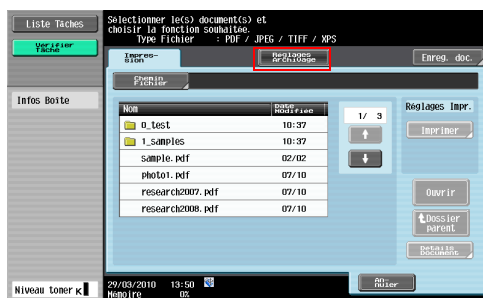 Liste Tâches
Vérifier
Tâche
Sélectionner le(s) document(s) et
choisir la fonction souhaitée.
Type Fichier : PDF / JPEG / TIFF / XPS
Impres-
sion
Réglages
Archivage
Enreg. doc.
Chemin
Fichier
Infos Boîte
Nom
Date
Modifiée
0_test 10:37
1_samples 10:37
sample.pdf 02/02
photo1.pdf 07/10
research2007.pdf 07/10
research2008.pdf 07/10
1/ 3
Réglages Impr.
Imprimer
Ouvrir
Dossier
parent
Détails
Document
Niveau toner K
29/03/2010 13:50
Mémoire 0%
An-
nuler